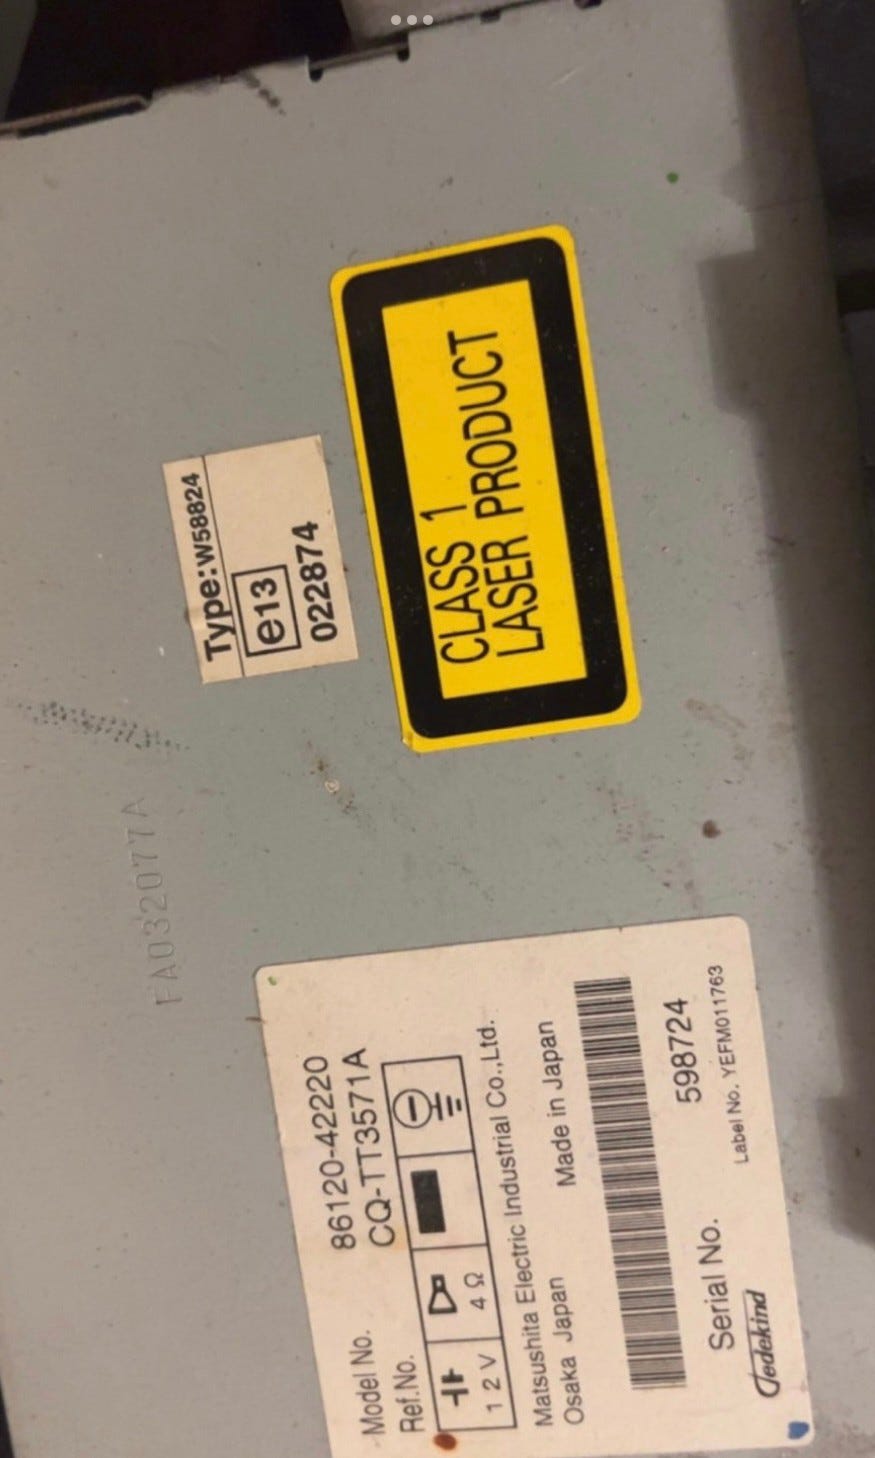 Type:W58824
e13
022874
CLASS 1
LASER PRODUCT
FA032077A
Model No. 86120-42220
Ref.No. CQ-TT3571A
12V 4Ω
Matsushita Electric Industrial Co.,Ltd.
Osaka Japan Made in Japan
Serial No. 598724
Label No. YEFM011763
Dedekind